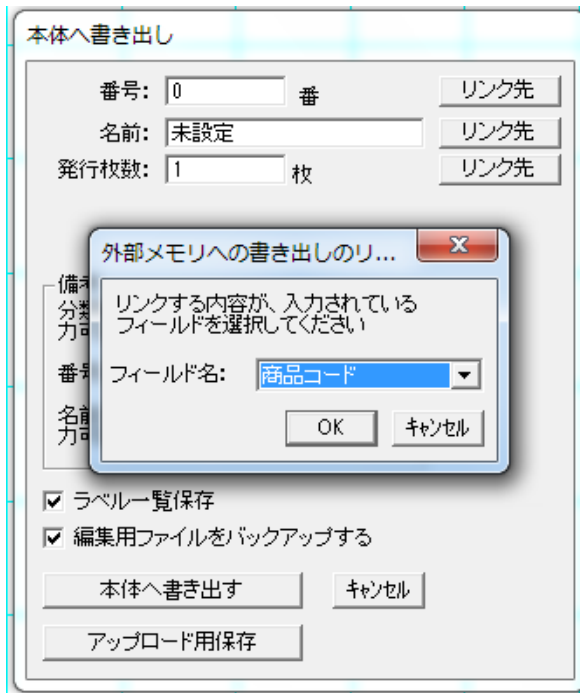 本体へ書き出し
番号: 0 番 リンク先
名前: 未設定 リンク先
発行枚数: 1 枚 リンク先
外部メモリへの書き出しのリ...
リンクする内容が、入力されている
フィールドを選択してください
フィールド名: 商品コード
OK ｷｬﾝｾﾙ
備考
分類
力可
番号
名前
力可
ラベル一覧保存
編集用ファイルをバックアップする
本体へ書き出す ｷｬﾝｾﾙ
アップロード用保存